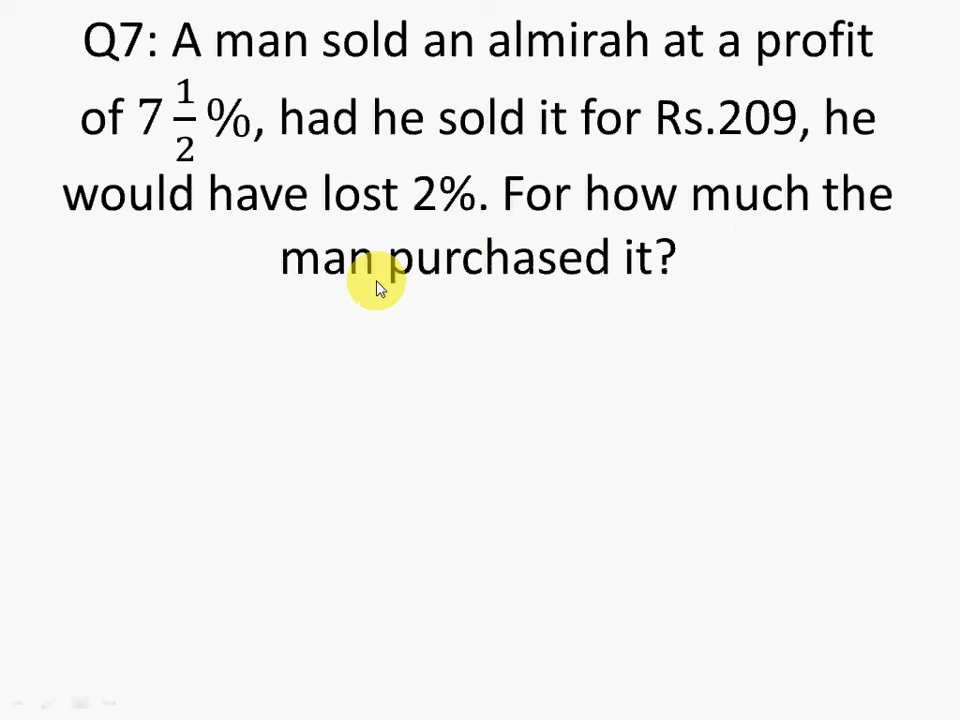 Q7: A man sold an almirah at a profit
of 7 1/2 %, had he sold it for Rs.209, he
would have lost 2%. For how much the
man purchased it?